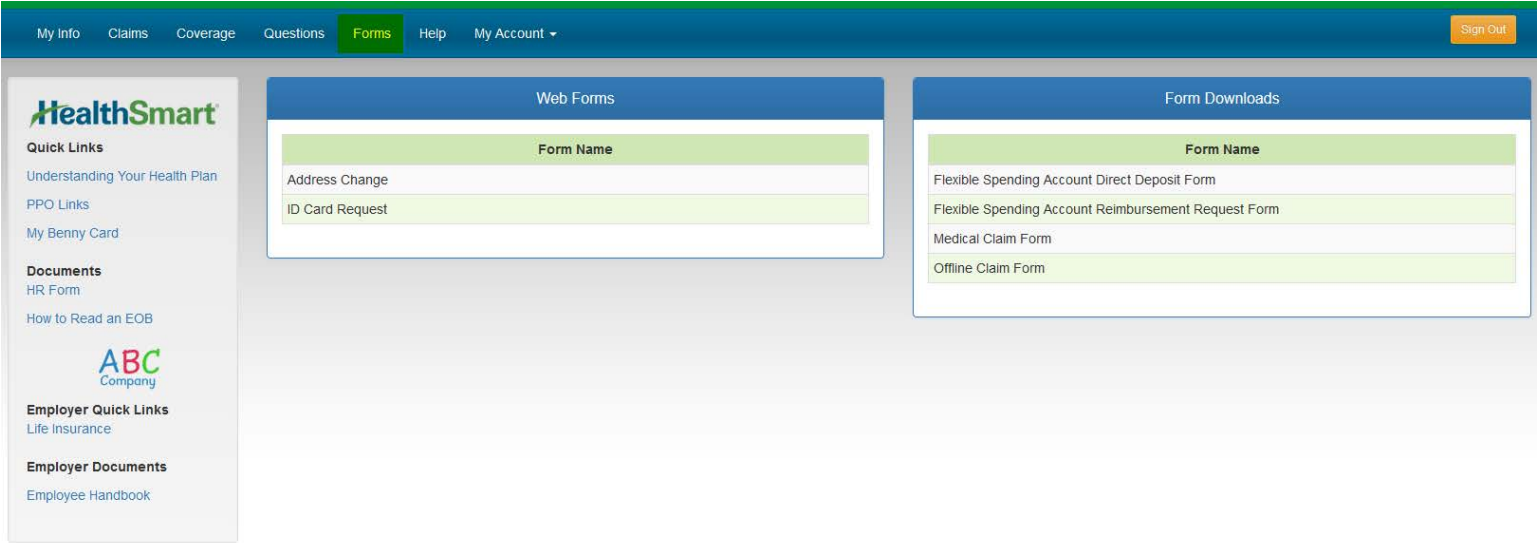 My Info Claims Coverage Questions Forms Help My Account Sign Out
HealthSmart
Quick Links
Understanding Your Health Plan
PPO Links
My Benny Card
Documents
HR Form
How to Read an EOB
ABC
Company
Employer Quick Links
Life Insurance
Employer Documents
Employee Handbook
Web Forms
Form Name
Address Change
ID Card Request
Form Downloads
Form Name
Flexible Spending Account Direct Deposit Form
Flexible Spending Account Reimbursement Request Form
Medical Claim Form
Offline Claim Form